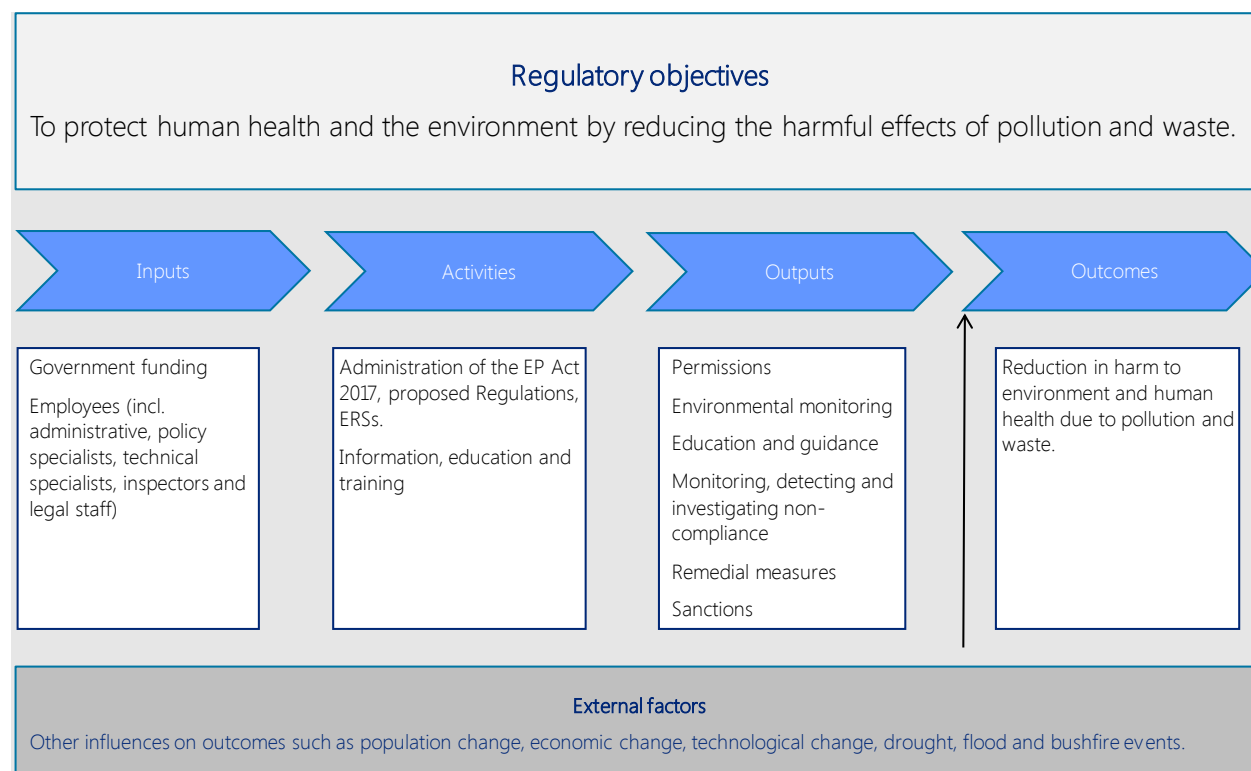 Regulatory objectives
To protect human health and the environment by reducing the harmful effects of pollution and waste.
Inputs
Activities
Outputs
Outcomes
Government funding
Employees (incl.
administrative, policy
specialists, technical
specialists, inspectors and
legal staff)
Administration of the EP Act
2017, proposed Regulations,
ERSs.
Information, education and
training
Permissions
Environmental monitoring
Education and guidance
Monitoring, detecting and
investigating non-
compliance
Remedial measures
Sanctions
Reduction in harm to
environment and human
health due to pollution and
waste.
External factors
Other influences on outcomes such as population change, economic change, technological change, drought, flood and bushfire events.